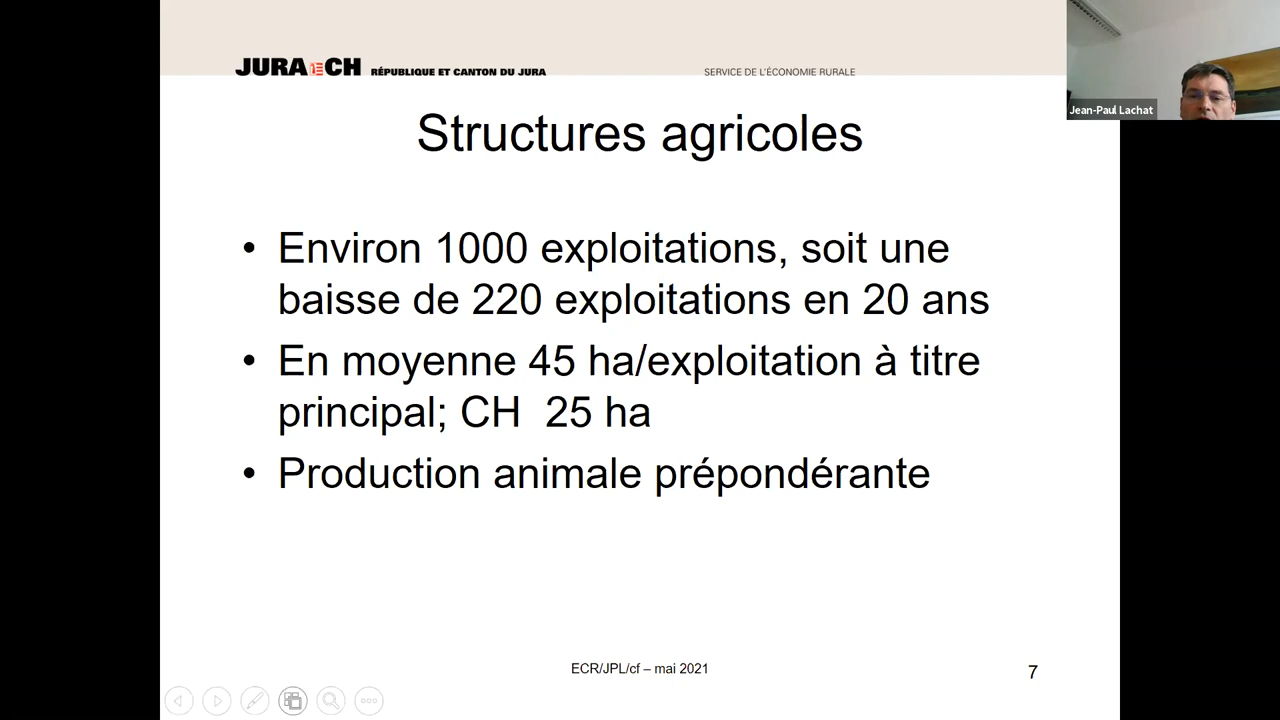 JURA CH RÉPUBLIQUE ET CANTON DU JURA
SERVICE DE L'ÉCONOMIE RURALE
Jean-Paul Lachat
Structures agricoles
• Environ 1000 exploitations, soit une
baisse de 220 exploitations en 20 ans
• En moyenne 45 ha/exploitation à titre
principal; CH 25 ha
• Production animale prépondérante
ECR/JPL/cf – mai 2021
7